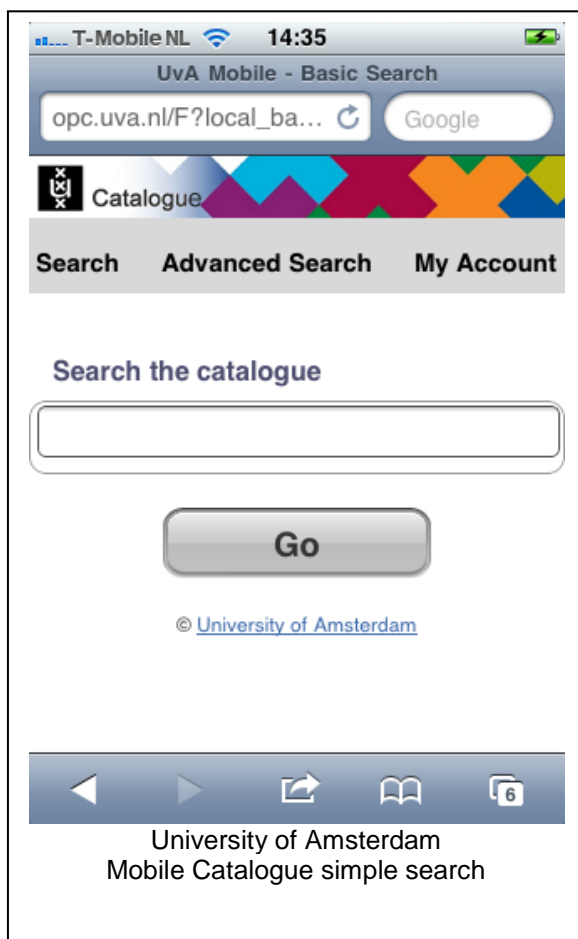 T-Mobile NL 14:35
UvA Mobile - Basic Search
opc.uva.nl/F?local_ba... Google
Catalogue
Search Advanced Search My Account
Search the catalogue
Go
© University of Amsterdam
6
University of Amsterdam
Mobile Catalogue simple search